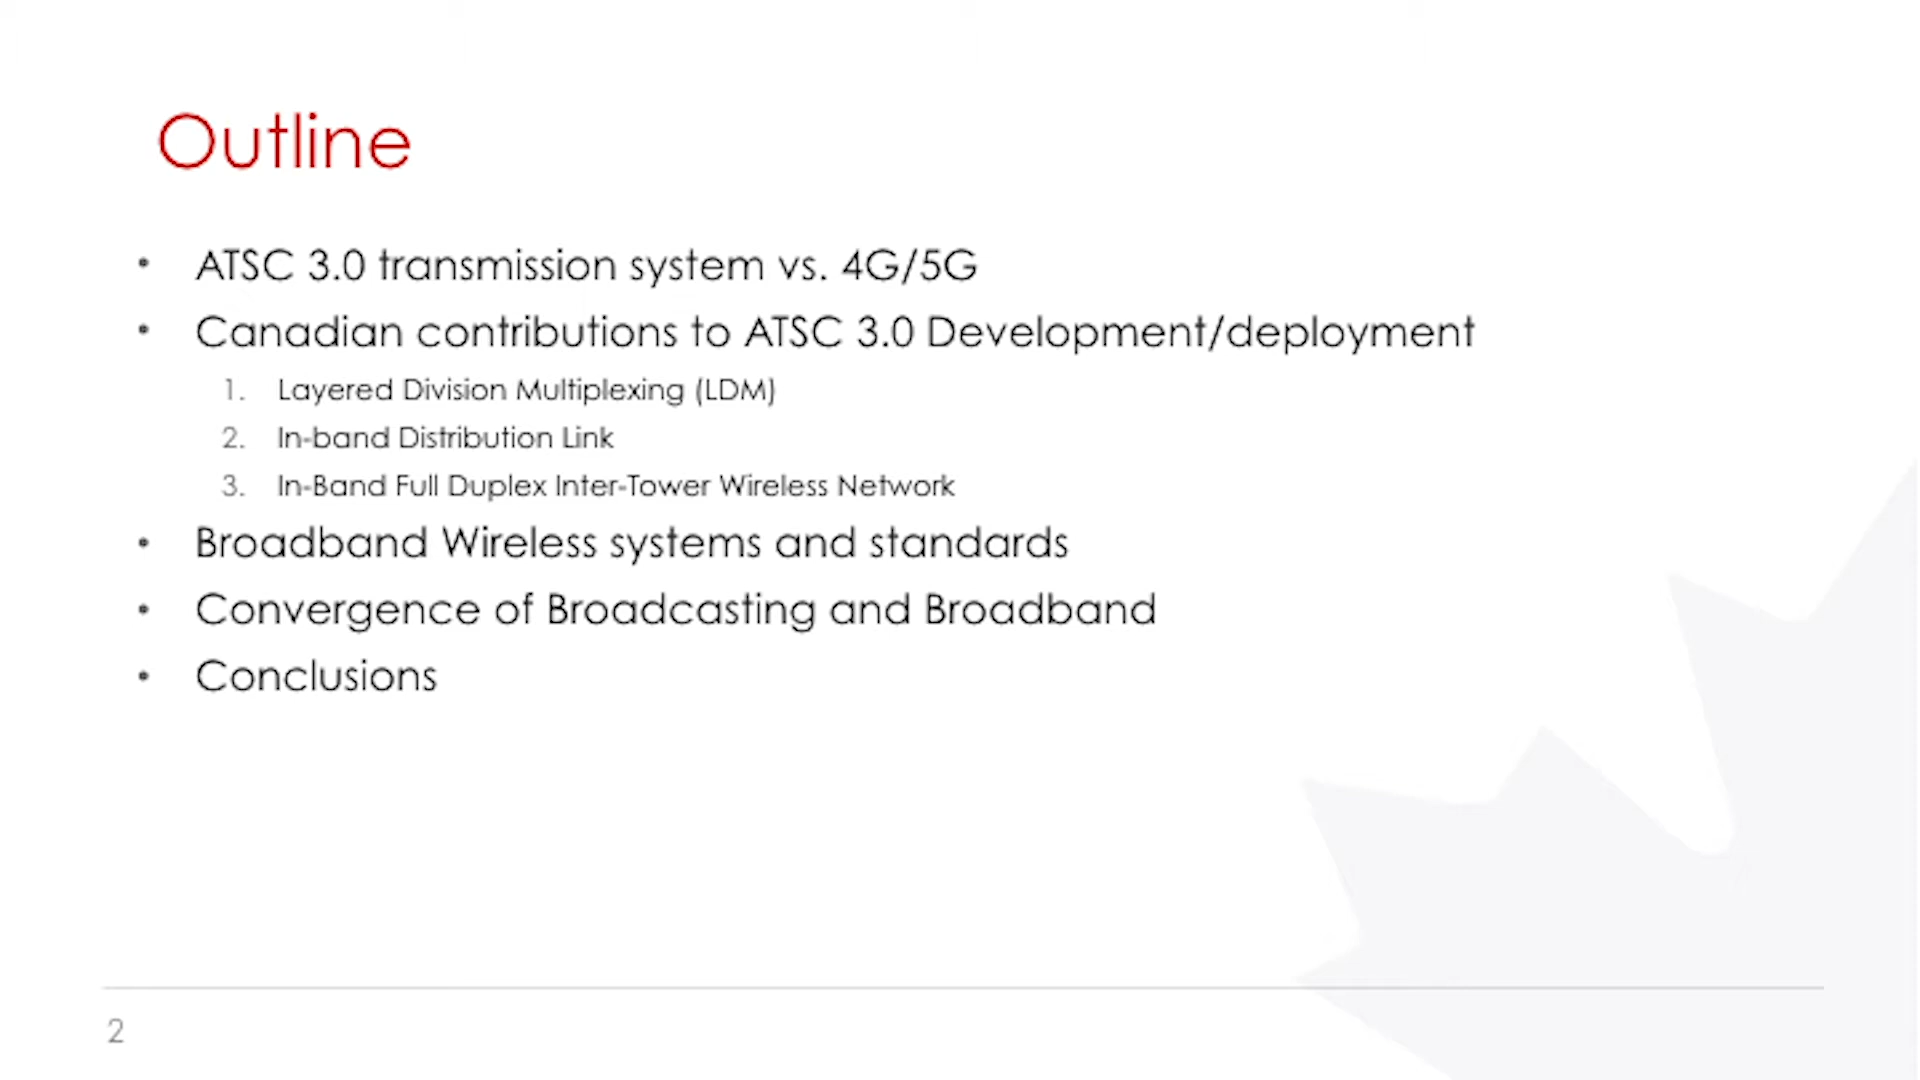 Outline
• ATSC 3.0 transmission system vs. 4G/5G
• Canadian contributions to ATSC 3.0 Development/deployment
1. Layered Division Multiplexing (LDM)
2. In-band Distribution Link
3. In-Band Full Duplex Inter-Tower Wireless Network
• Broadband Wireless systems and standards
• Convergence of Broadcasting and Broadband
• Conclusions
2